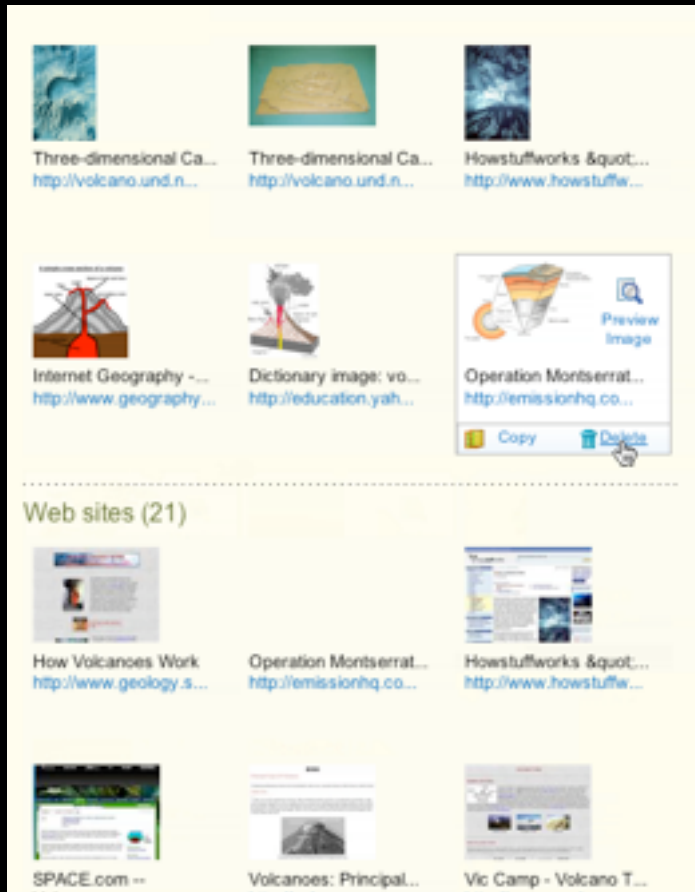 Three-dimensional Ca...
http://volcano.und.n...
Three-dimensional Ca...
http://volcano.und.n...
Howstuffworks &quot;...
http://www.howstuffw...
Internet Geography -...
http://www.geography...
Dictionary image: vo...
http://education.yah...
Preview
Image
Operation Montserrat...
http://emissionhq.co...
Copy
Delete
Web sites (21)
How Volcanoes Work
http://www.geology.s...
Operation Montserrat...
http://emissionhq.co...
Howstuffworks &quot;...
http://www.howstuffw...
SPACE.com --
Volcanoes: Principal...
Vic Camp - Volcano T...